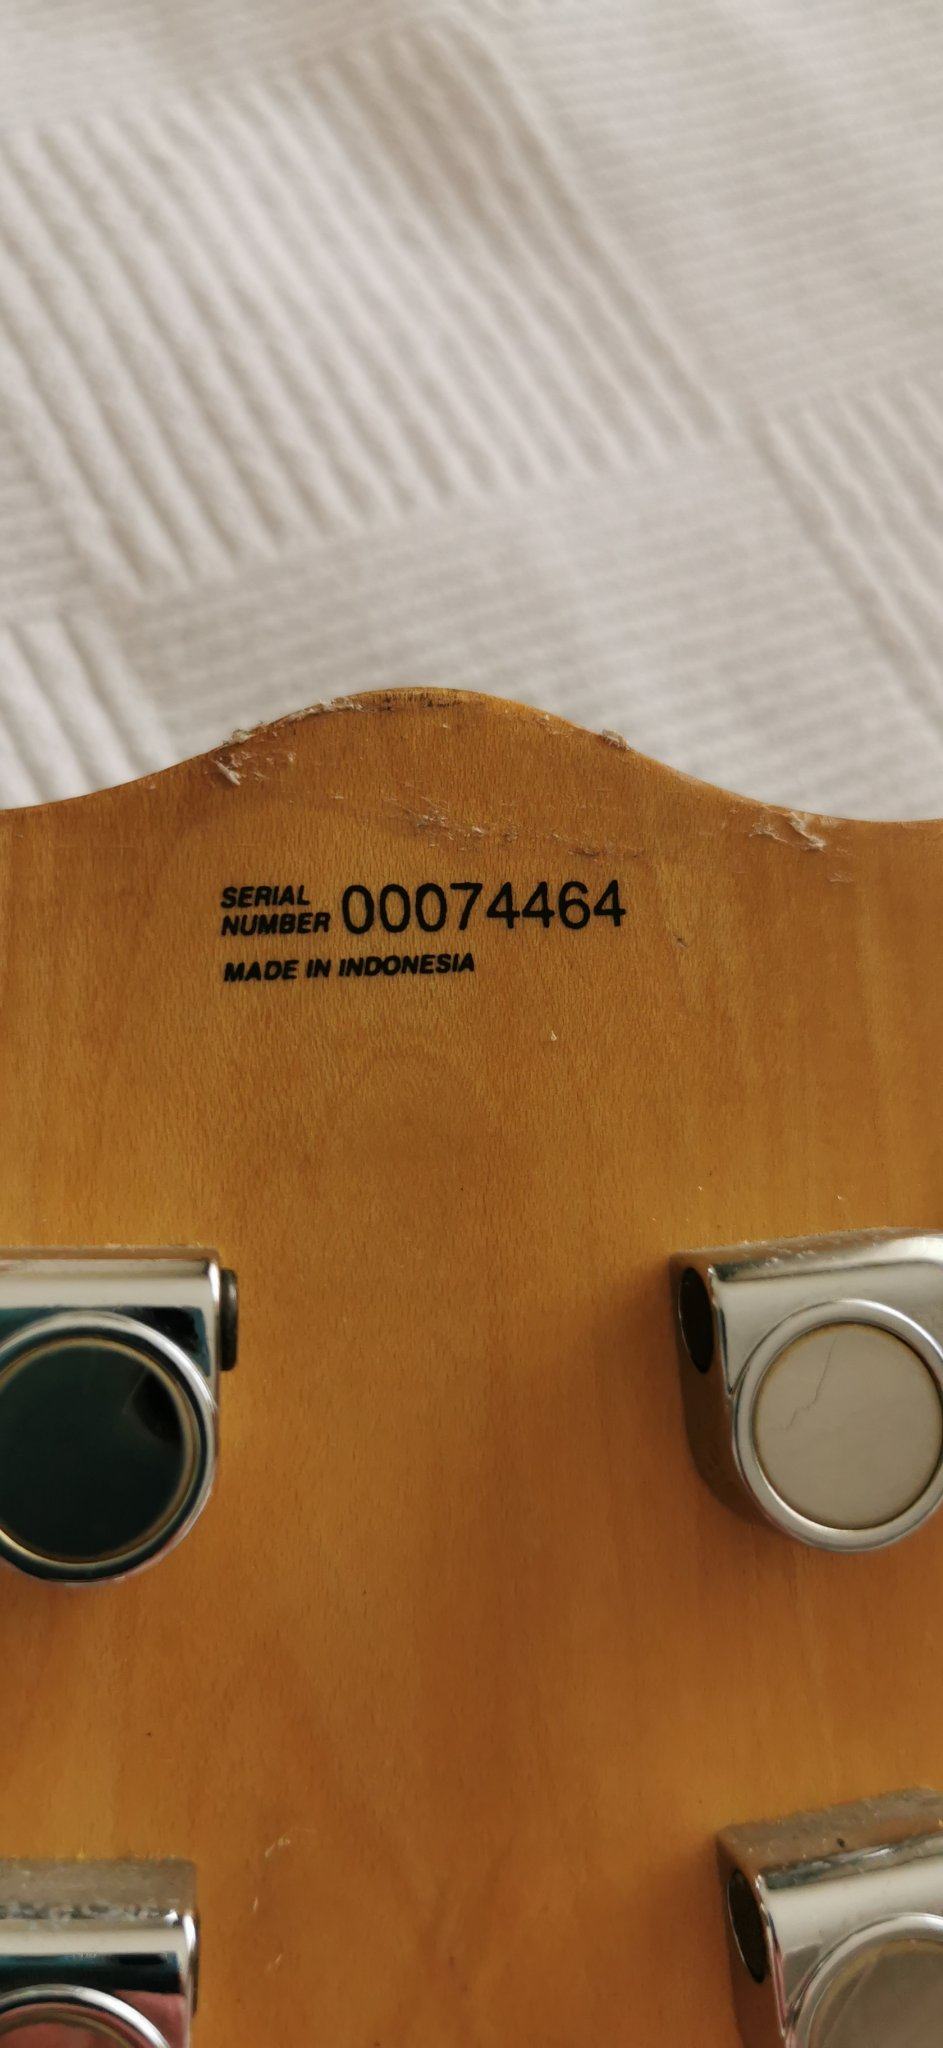 SERIAL
NUMBER 00074464
MADE IN INDONESIA